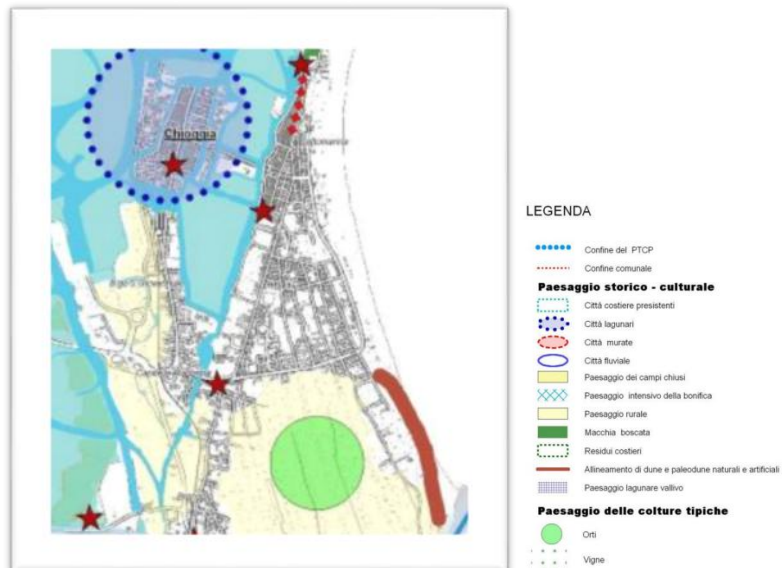 Chioggia
LEGENDA
Confine del PTCP
Confine comunale
Paesaggio storico - culturale
Città costiere presistenti
Città lagunari
Città murate
Città fluviale
Paesaggio dei campi chiusi
Paesaggio intensivo della bonifica
Paesaggio rurale
Macchia boscata
Residui costieri
Allineamento di dune e paleodune naturali e artificiali
Paesaggio lagunare vallivo
Paesaggio delle colture tipiche
Orti
Vigne